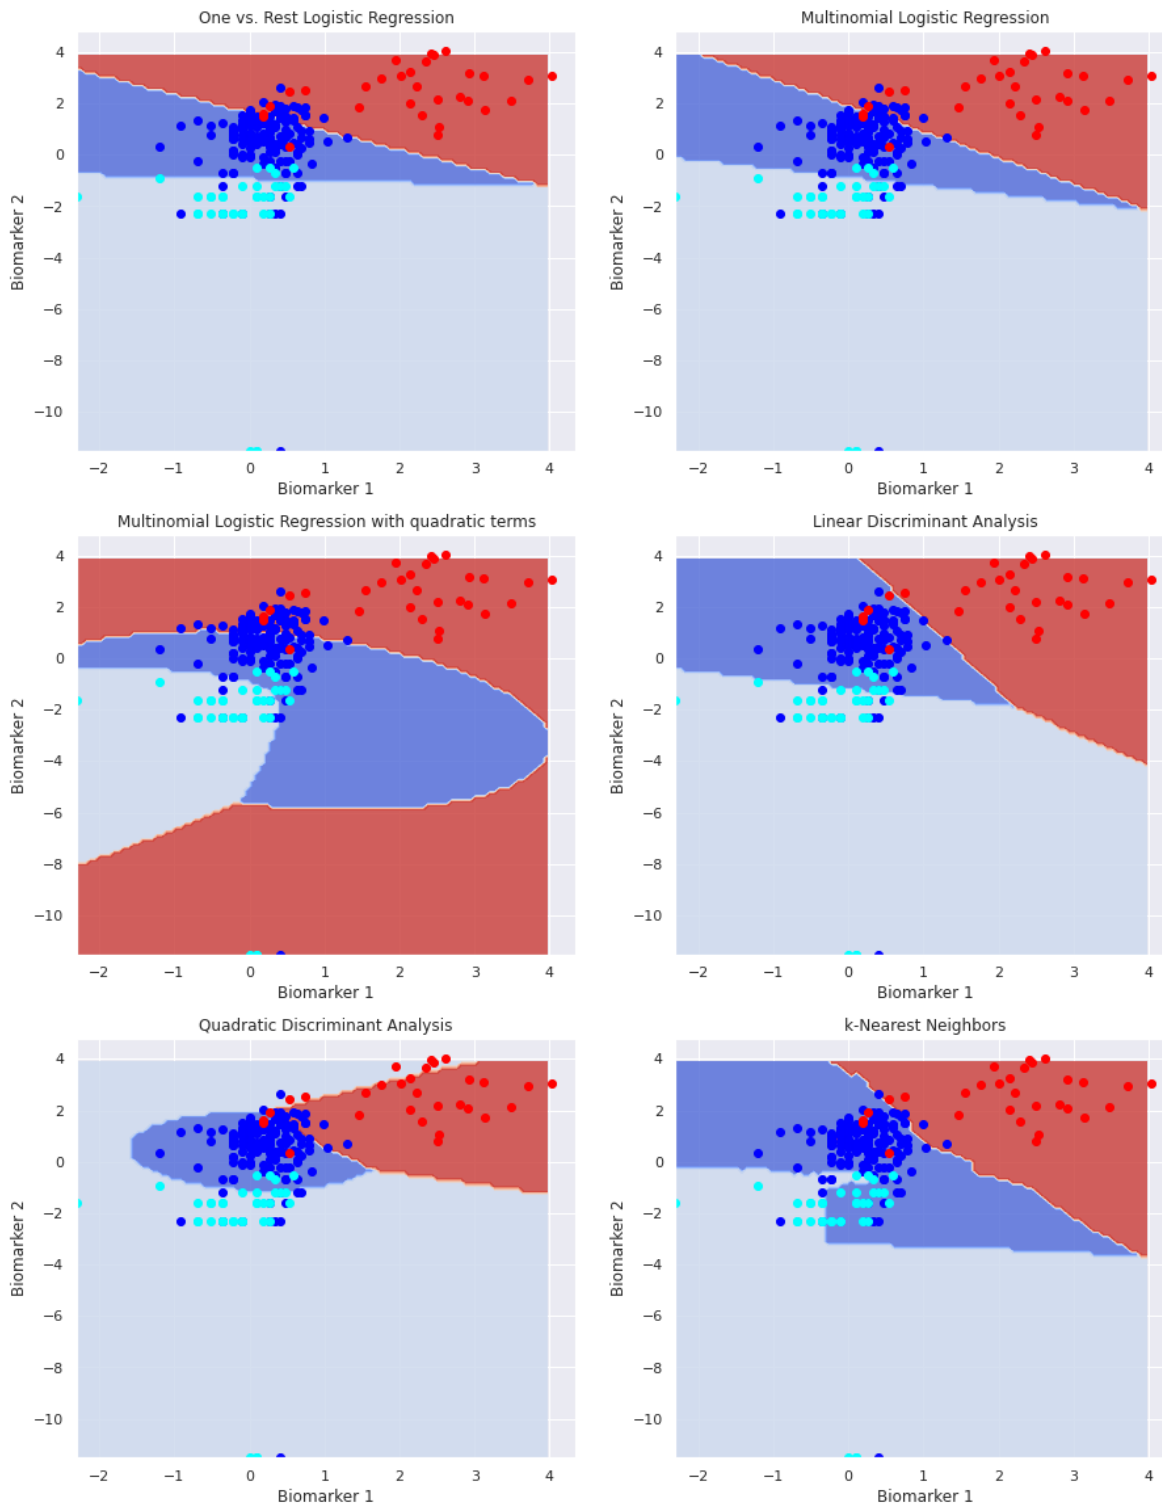 One vs. Rest Logistic Regression
4
2
0
−2
−4
−6
−8
−10
Biomarker 2
−2 −1 0 1 2 3 4
Biomarker 1
Multinomial Logistic Regression
4
2
0
−2
−4
−6
−8
−10
Biomarker 2
−2 −1 0 1 2 3 4
Biomarker 1
Multinomial Logistic Regression with quadratic terms
4
2
0
−2
−4
−6
−8
−10
Biomarker 2
−2 −1 0 1 2 3 4
Biomarker 1
Linear Discriminant Analysis
4
2
0
−2
−4
−6
−8
−10
Biomarker 2
−2 −1 0 1 2 3 4
Biomarker 1
Quadratic Discriminant Analysis
4
2
0
−2
−4
−6
−8
−10
Biomarker 2
−2 −1 0 1 2 3 4
Biomarker 1
k-Nearest Neighbors
4
2
0
−2
−4
−6
−8
−10
Biomarker 2
−2 −1 0 1 2 3 4
Biomarker 1